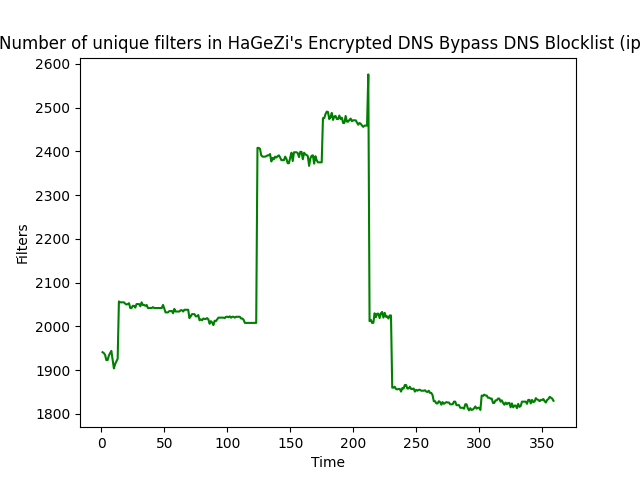 Number of unique filters in HaGeZi's Encrypted DNS Bypass DNS Blocklist (ip
2600
2500
2400
2300
2200
2100
2000
1900
1800
Filters
0 50 100 150 200 250 300 350
Time